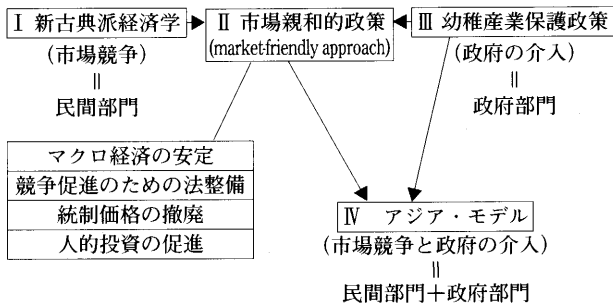 Ⅰ 新古典派経済学
(市場競争)
||
民間部門
Ⅱ 市場親和的政策
(market-friendly approach)
Ⅲ 幼稚産業保護政策
(政府の介入)
||
政府部門
マクロ経済の安定
競争促進のための法整備
統制価格の撤廃
人的投資の促進
Ⅳ アジア・モデル
(市場競争と政府の介入)
||
民間部門+政府部門